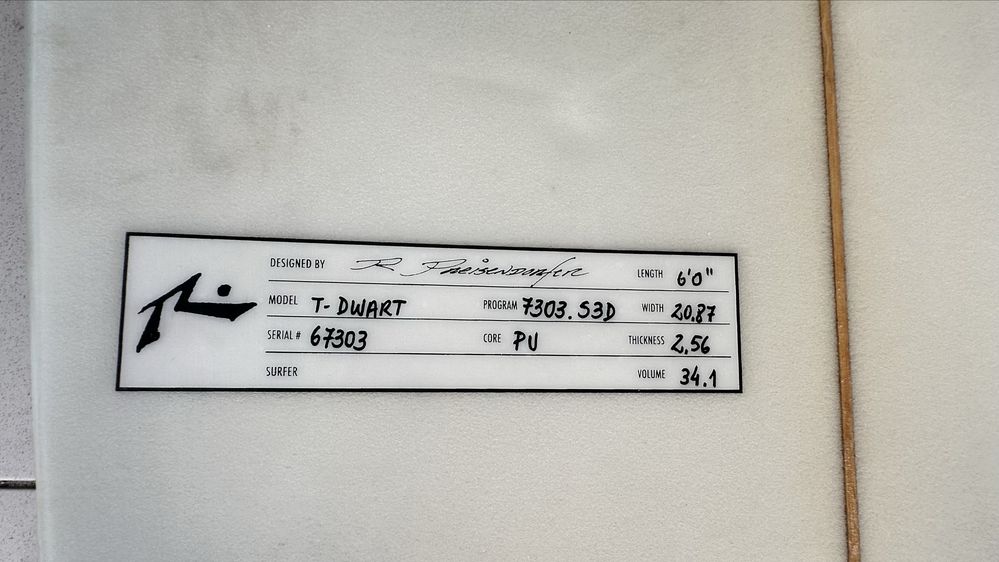 DESIGNED BY R Preisendorfer LENGTH 6'0"
MODEL T-DWART PROGRAM 7303.S3D WIDTH 20.87
SERIAL # 67303 CORE PU THICKNESS 2.56
SURFER VOLUME 34.1